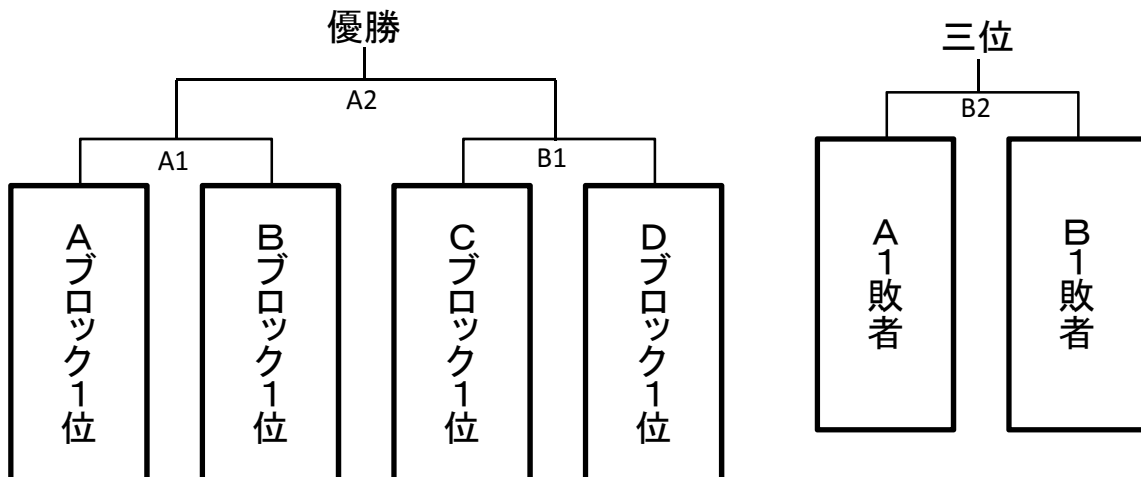 優勝
A2
A1
B1
Aブロック1位
Bブロック1位
Cブロック1位
Dブロック1位
三位
B2
A1敗者
B1敗者